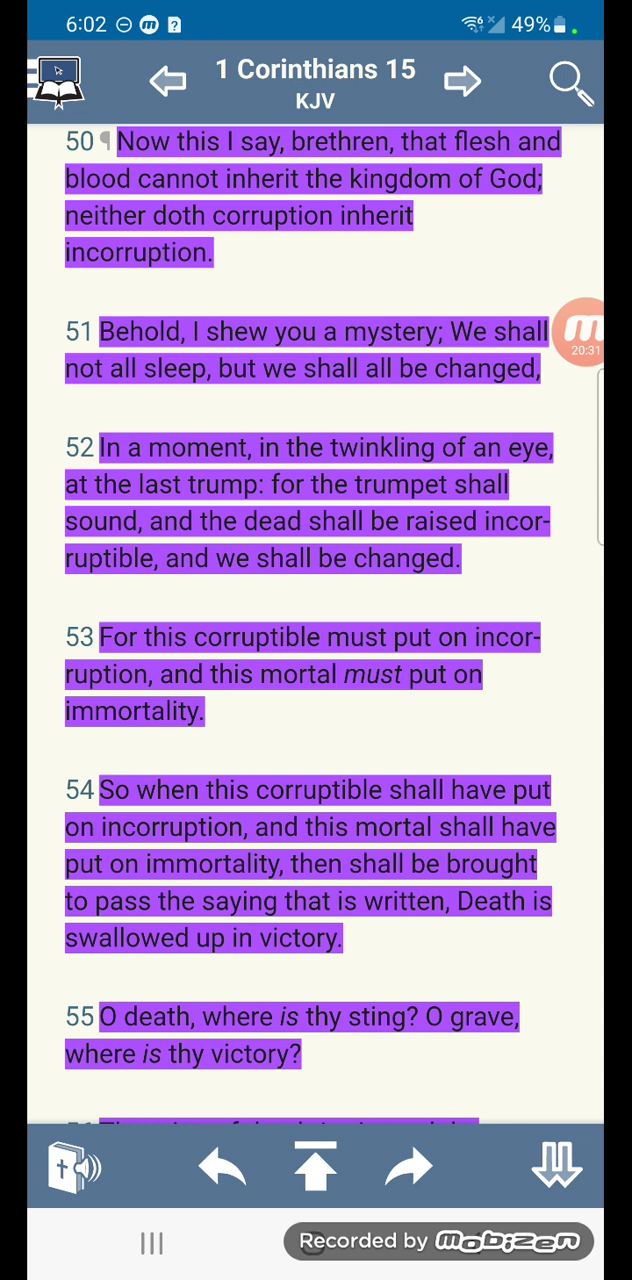 6:02 49%
1 Corinthians 15
KJV
50 ¶ Now this I say, brethren, that flesh and
blood cannot inherit the kingdom of God;
neither doth corruption inherit
incorruption.
51 Behold, I shew you a mystery; We shall
not all sleep, but we shall all be changed,
20:31
52 In a moment, in the twinkling of an eye,
at the last trump: for the trumpet shall
sound, and the dead shall be raised incor-
ruptible, and we shall be changed.
53 For this corruptible must put on incor-
ruption, and this mortal must put on
immortality.
54 So when this corruptible shall have put
on incorruption, and this mortal shall have
put on immortality, then shall be brought
to pass the saying that is written, Death is
swallowed up in victory.
55 O death, where is thy sting? O grave,
where is thy victory?
Recorded by mobizen